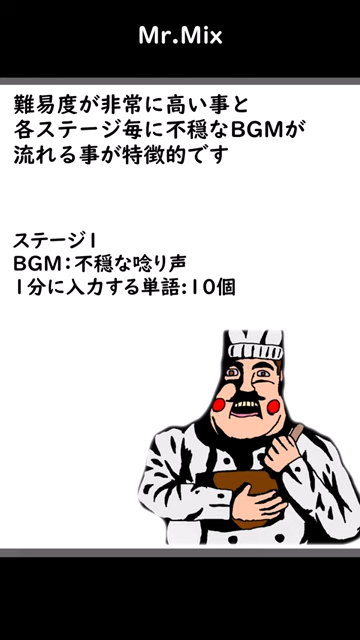 Mr.Mix
難易度が非常に高い事と
各ステージ毎に不穏なBGMが
流れる事が特徴的です
ステージ1
BGM:不穏な唸り声
1分に入力する単語:10個